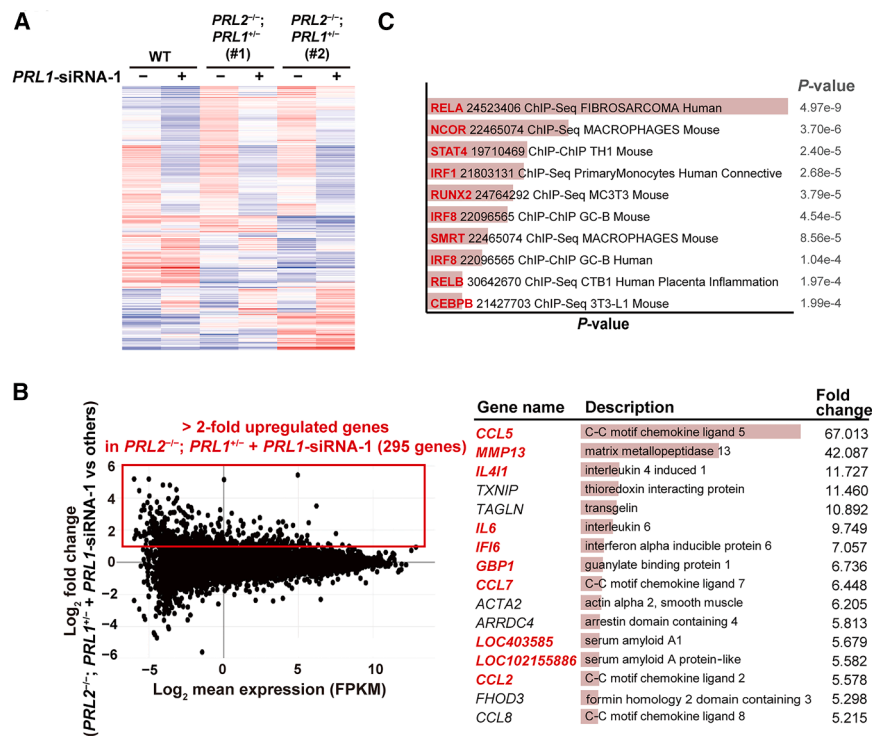 A
WT
PRL2−/−; PRL1+/− (#1)
PRL2−/−; PRL1+/− (#2)
PRL1-siRNA-1 − + − + − +
C
P-value
RELA 24523406 ChIP-Seq FIBROSARCOMA Human 4.97e-9
NCOR 22465074 ChIP-Seq MACROPHAGES Mouse 3.70e-6
STAT4 19710469 ChIP-ChIP TH1 Mouse 2.40e-5
IRF1 21803131 ChIP-Seq PrimaryMonocytes Human Connective 2.68e-5
RUNX2 24764292 ChIP-Seq MC3T3 Mouse 3.79e-5
IRF8 22096565 ChIP-ChIP GC-B Mouse 4.54e-5
SMRT 22465074 ChIP-Seq MACROPHAGES Mouse 8.56e-5
IRF8 22096565 ChIP-ChIP GC-B Human 1.04e-4
RELB 30642670 ChIP-Seq CTB1 Human Placenta Inflammation 1.97e-4
CEBPB 21427703 ChIP-Seq 3T3-L1 Mouse 1.99e-4
P-value
B
> 2-fold upregulated genes
in PRL2−/−; PRL1+/− + PRL1-siRNA-1 (295 genes)
Log2 fold change
(PRL2−/−; PRL1+/− + PRL1-siRNA-1 vs others)
6
5
4
3
2
1
0
−2
−4
−6
−5 0 5 10
Log2 mean expression (FPKM)
Gene name Description Fold change
CCL5 C-C motif chemokine ligand 5 67.013
MMP13 matrix metallopeptidase 13 42.087
IL4I1 interleukin 4 induced 1 11.727
TXNIP thioredoxin interacting protein 11.460
TAGLN transgelin 10.892
IL6 interleukin 6 9.749
IFI6 interferon alpha inducible protein 6 7.057
GBP1 guanylate binding protein 1 6.736
CCL7 C-C motif chemokine ligand 7 6.448
ACTA2 actin alpha 2, smooth muscle 6.205
ARRDC4 arrestin domain containing 4 5.813
LOC403585 serum amyloid A1 5.679
LOC102155886 serum amyloid A protein-like 5.582
CCL2 C-C motif chemokine ligand 2 5.578
FHOD3 formin homology 2 domain containing 3 5.298
CCL8 C-C motif chemokine ligand 8 5.215